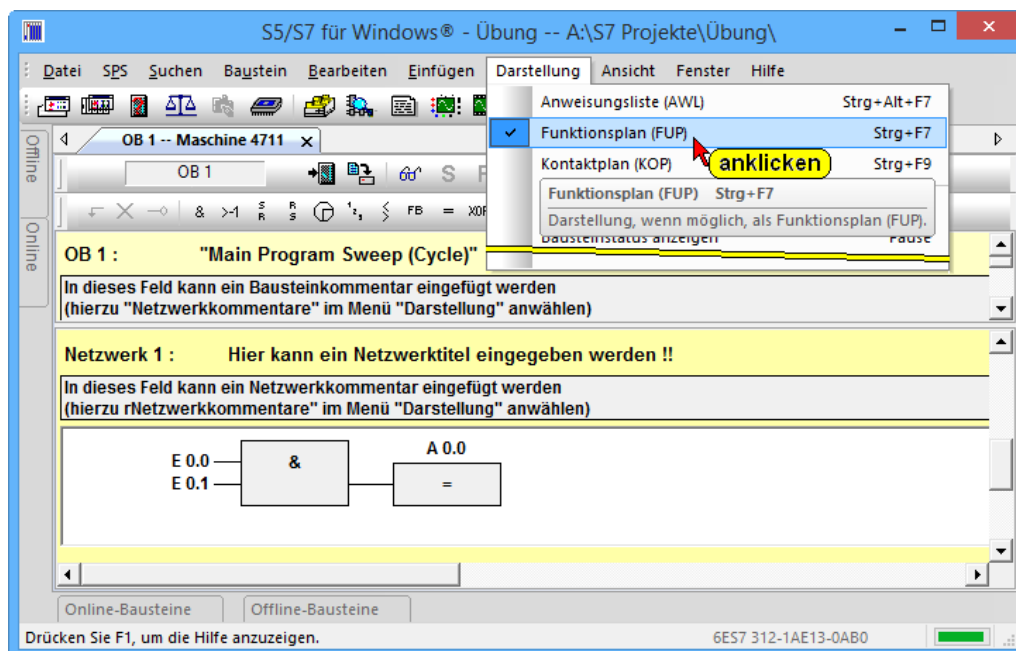 S5/S7 für Windows® - Übung -- A:\S7 Projekte\Übung\
Datei SPS Suchen Baustein Bearbeiten Einfügen Darstellung Ansicht Fenster Hilfe
Anweisungsliste (AWL) Strg+Alt+F7
Funktionsplan (FUP) Strg+F7
Kontaktplan (KOP) Strg+F9
anklicken
Funktionsplan (FUP) Strg+F7
Darstellung, wenn möglich, als Funktionsplan (FUP).
Bausteinstatus anzeigen Pause
Offline
Online
OB 1 -- Maschine 4711 x
OB 1
S
& >-1 S R R S FB = XOR
OB 1 : "Main Program Sweep (Cycle)"
In dieses Feld kann ein Bausteinkommentar eingefügt werden
(hierzu "Netzwerkkommentare" im Menü "Darstellung" anwählen)
Netzwerk 1 : Hier kann ein Netzwerktitel eingegeben werden !!
In dieses Feld kann ein Netzwerkkommentar eingefügt werden
(hierzu rNetzwerkkommentare" im Menü "Darstellung" anwählen)
A 0.0
E 0.0 &
E 0.1 =
Online-Bausteine Offline-Bausteine
Drücken Sie F1, um die Hilfe anzuzeigen. 6ES7 312-1AE13-0AB0